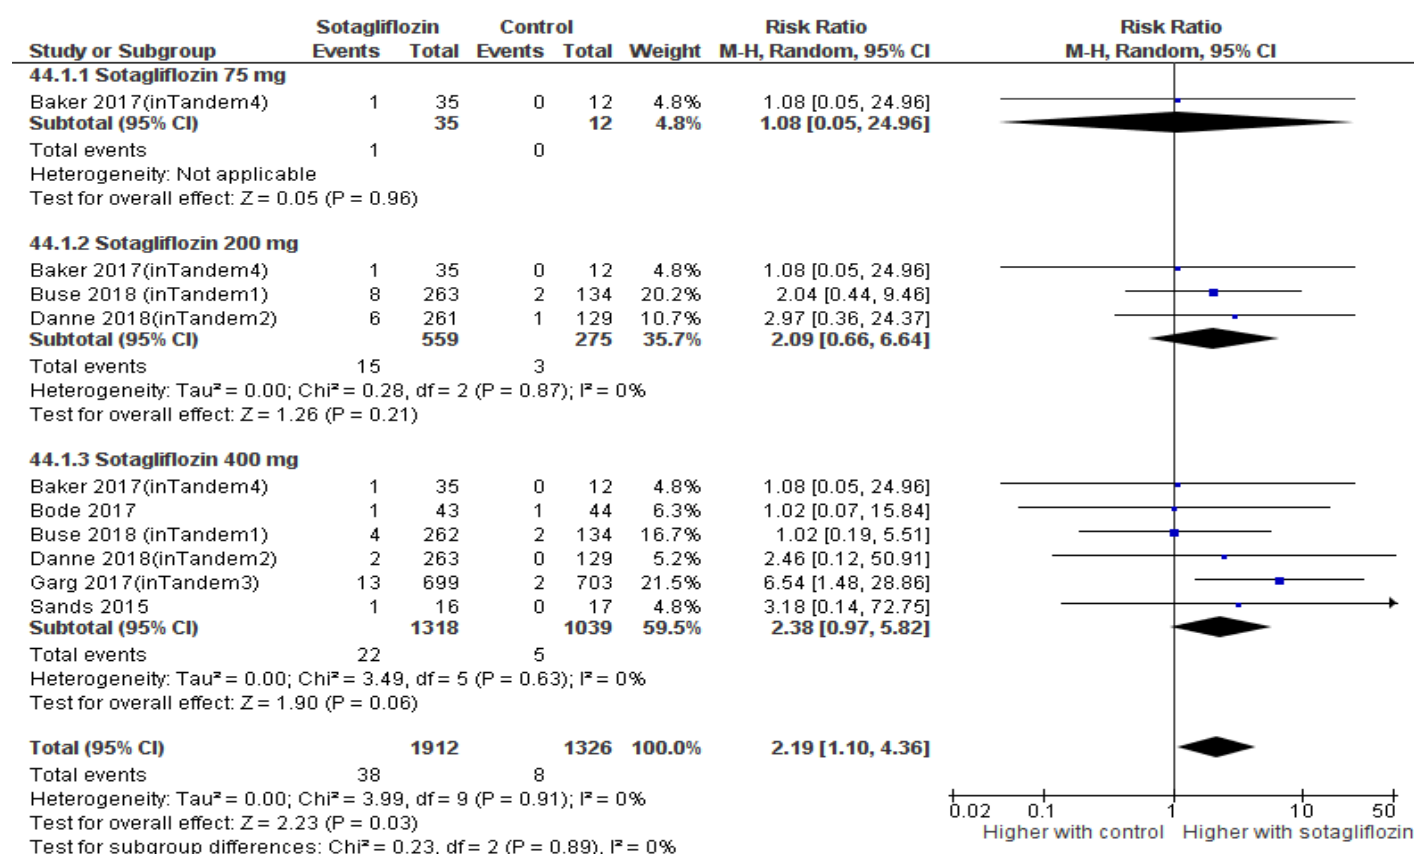 Sotagliflozin Control Risk Ratio Risk Ratio
Study or Subgroup Events Total Events Total Weight M-H, Random, 95% CI M-H, Random, 95% CI
44.1.1 Sotagliflozin 75 mg
Baker 2017(inTandem4) 1 35 0 12 4.8% 1.08 [0.05, 24.96]
Subtotal (95% CI) 35 12 4.8% 1.08 [0.05, 24.96]
Total events 1 0
Heterogeneity: Not applicable
Test for overall effect: Z = 0.05 (P = 0.96)
44.1.2 Sotagliflozin 200 mg
Baker 2017(inTandem4) 1 35 0 12 4.8% 1.08 [0.05, 24.96]
Buse 2018 (inTandem1) 8 263 2 134 20.2% 2.04 [0.44, 9.46]
Danne 2018(inTandem2) 6 261 1 129 10.7% 2.97 [0.36, 24.37]
Subtotal (95% CI) 559 275 35.7% 2.09 [0.66, 6.64]
Total events 15 3
Heterogeneity: Tau² = 0.00; Chi² = 0.28, df = 2 (P = 0.87); I² = 0%
Test for overall effect: Z = 1.26 (P = 0.21)
44.1.3 Sotagliflozin 400 mg
Baker 2017(inTandem4) 1 35 0 12 4.8% 1.08 [0.05, 24.96]
Bode 2017 1 43 1 44 6.3% 1.02 [0.07, 15.84]
Buse 2018 (inTandem1) 4 262 2 134 16.7% 1.02 [0.19, 5.51]
Danne 2018(inTandem2) 2 263 0 129 5.2% 2.46 [0.12, 50.91]
Garg 2017(inTandem3) 13 699 2 703 21.5% 6.54 [1.48, 28.86]
Sands 2015 1 16 0 17 4.8% 3.18 [0.14, 72.75]
Subtotal (95% CI) 1318 1039 59.5% 2.38 [0.97, 5.82]
Total events 22 5
Heterogeneity: Tau² = 0.00; Chi² = 3.49, df = 5 (P = 0.63); I² = 0%
Test for overall effect: Z = 1.90 (P = 0.06)
Total (95% CI) 1912 1326 100.0% 2.19 [1.10, 4.36]
Total events 38 8
Heterogeneity: Tau² = 0.00; Chi² = 3.99, df = 9 (P = 0.91); I² = 0%
Test for overall effect: Z = 2.23 (P = 0.03)
Test for subgroup differences: Chi² = 0.23, df = 2 (P = 0.89), I² = 0%
0.02 0.1 1 10 50
Higher with control Higher with sotagliflozin